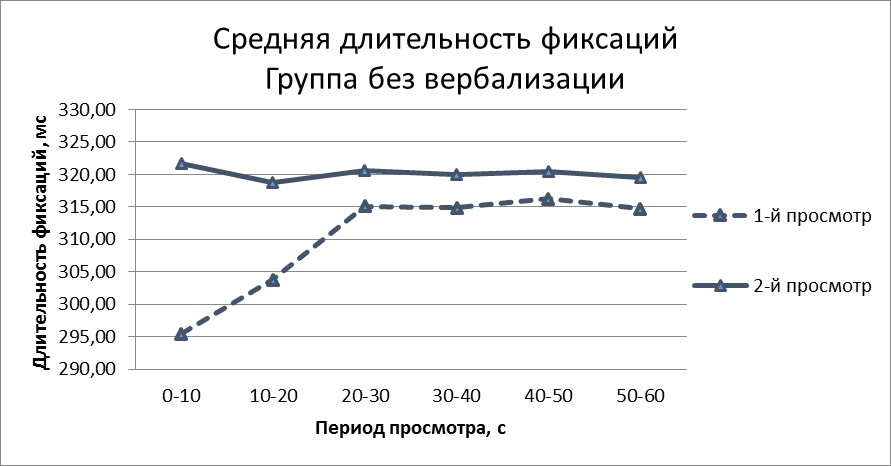 Средняя длительность фиксаций
Группа без вербализации
Длительность фиксаций, мс
330,00
325,00
320,00
315,00
310,00
305,00
300,00
295,00
290,00
0-10
10-20
20-30
30-40
40-50
50-60
Период просмотра, с
1-й просмотр
2-й просмотр